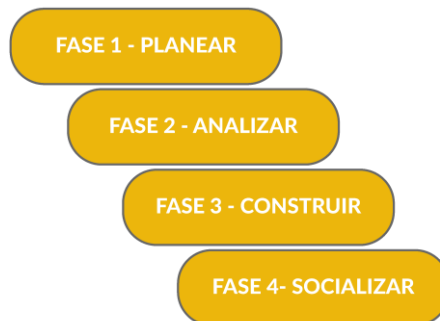 FASE 1 - PLANEAR
FASE 2 - ANALIZAR
FASE 3 - CONSTRUIR
FASE 4- SOCIALIZAR